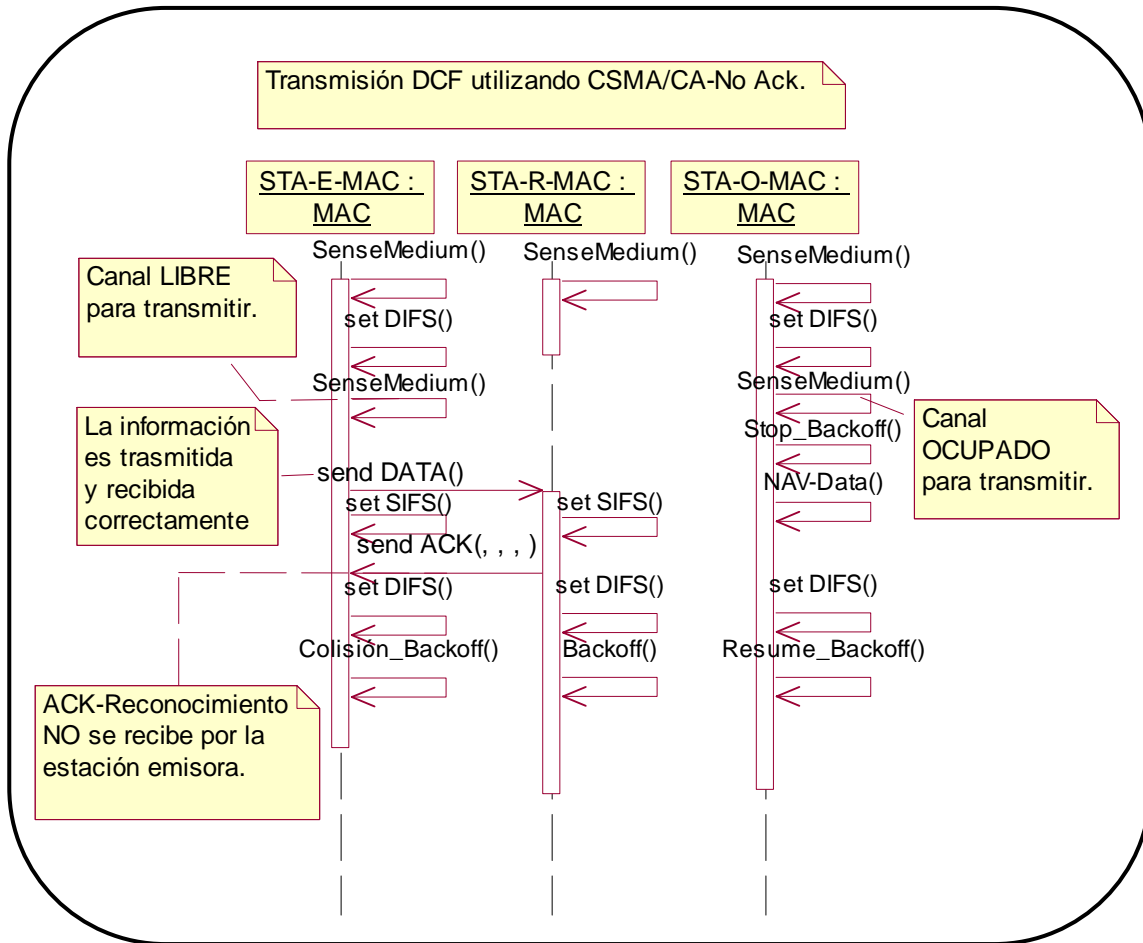 Transmisión DCF utilizando CSMA/CA-No Ack.
STA-E-MAC :
MAC
STA-R-MAC :
MAC
STA-O-MAC :
MAC
SenseMedium()
SenseMedium()
SenseMedium()
Canal LIBRE
para transmitir.
set DIFS()
set DIFS()
SenseMedium()
SenseMedium()
La información
es trasmitida
y recibida
correctamente
Canal
OCUPADO
para transmitir.
Stop_Backoff()
send DATA()
NAV-Data()
set SIFS()
set SIFS()
send ACK(, , , )
set DIFS()
set DIFS()
set DIFS()
Colisión_Backoff()
Backoff()
Resume_Backoff()
ACK-Reconocimiento
NO se recibe por la
estación emisora.